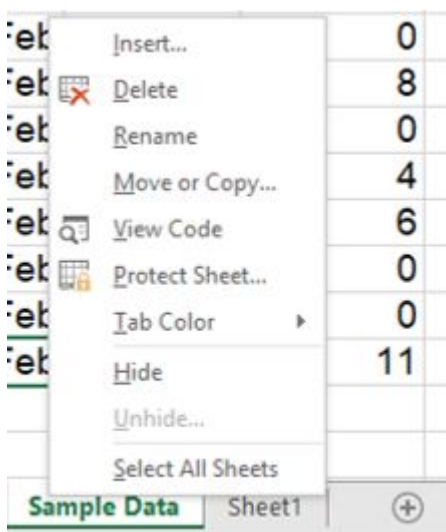 Feb 0
Insert...
Feb 8
Delete
Feb 0
Rename
Feb 4
Move or Copy...
Feb 6
View Code
Feb 0
Protect Sheet...
Feb 0
Tab Color
Feb 11
Hide
Unhide...
Select All Sheets
Sample Data Sheet1